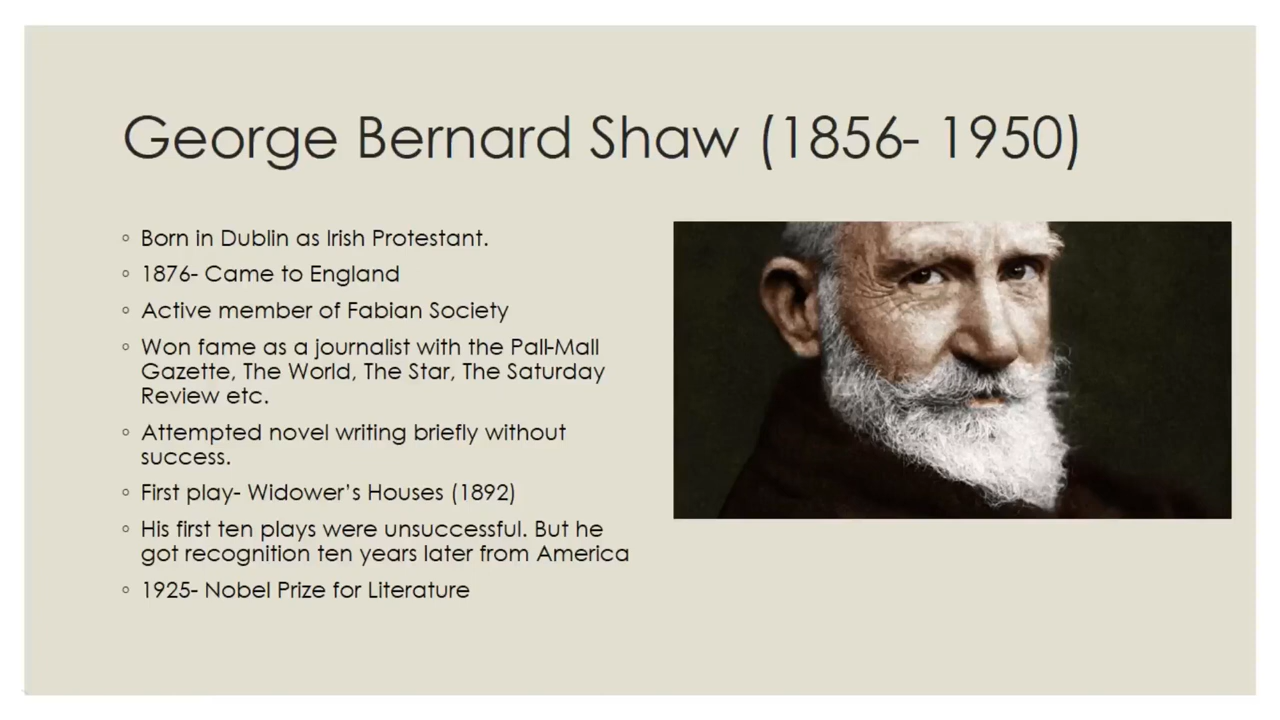 George Bernard Shaw (1856- 1950)
◦ Born in Dublin as Irish Protestant.
◦ 1876- Came to England
◦ Active member of Fabian Society
◦ Won fame as a journalist with the Pall-Mall
Gazette, The World, The Star, The Saturday
Review etc.
◦ Attempted novel writing briefly without
success.
◦ First play- Widower’s Houses (1892)
◦ His first ten plays were unsuccessful. But he
got recognition ten years later from America
◦ 1925- Nobel Prize for Literature